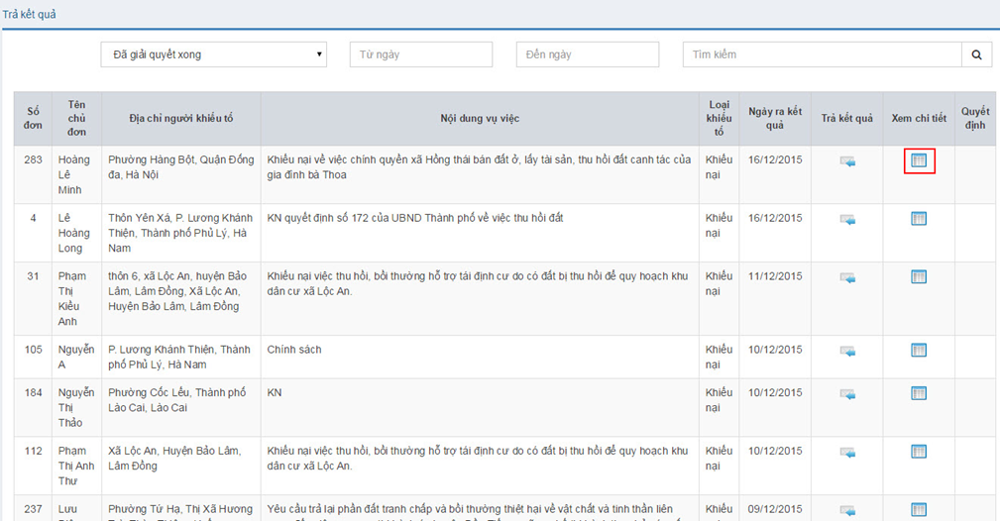 Trả kết quả
Đã giải quyết xong
Từ ngày
Đến ngày
Tìm kiếm
Số đơn
Tên chủ đơn
Địa chỉ người khiếu tố
Nội dung vụ việc
Loại khiếu tố
Ngày ra kết quả
Trả kết quả
Xem chi tiết
Quyết định
283
Hoàng Lê Minh
Phường Hàng Bột, Quận Đống đa, Hà Nội
Khiếu nại về việc chính quyền xã Hồng thái bán đất ở, lấy tài sản, thu hồi đất canh tác của gia đình bà Thoa
Khiếu nại
16/12/2015
4
Lê Hoàng Long
Thôn Yên Xá, P. Lương Khánh Thiện, Thành phố Phủ Lý, Hà Nam
KN quyết định số 172 của UBND Thành phố về việc thu hồi đất
Khiếu nại
16/12/2015
31
Phạm Thị Kiều Anh
thôn 6, xã Lộc An, huyện Bảo Lâm, Lâm Đồng, Xã Lộc An, Huyện Bảo Lâm, Lâm Đồng
Khiếu nại việc thu hồi, bồi thường hỗ trợ tái định cư do có đất bị thu hồi để quy hoạch khu dân cư xã Lộc An.
Khiếu nại
11/12/2015
105
Nguyễn A
P. Lương Khánh Thiện, Thành phố Phủ Lý, Hà Nam
Chính sách
Khiếu nại
10/12/2015
184
Nguyễn Thị Thảo
Phường Cốc Lếu, Thành phố Lào Cai, Lào Cai
KN
Khiếu nại
10/12/2015
112
Phạm Thị Anh Thư
Xã Lộc An, Huyện Bảo Lâm, Lâm Đồng
Khiếu nại việc thu hồi, bồi thường hỗ trợ tái định cư do có đất bị thu hồi để quy hoạch khu dân cư xã Lộc An.
Khiếu nại
10/12/2015
237
Lưu
Phường Tứ Hạ, Thị Xã Hương
Yêu cầu trả lại phần đất tranh chấp và bồi thường thiệt hại về vật chất và tinh thần liên
Khiếu
09/12/2015